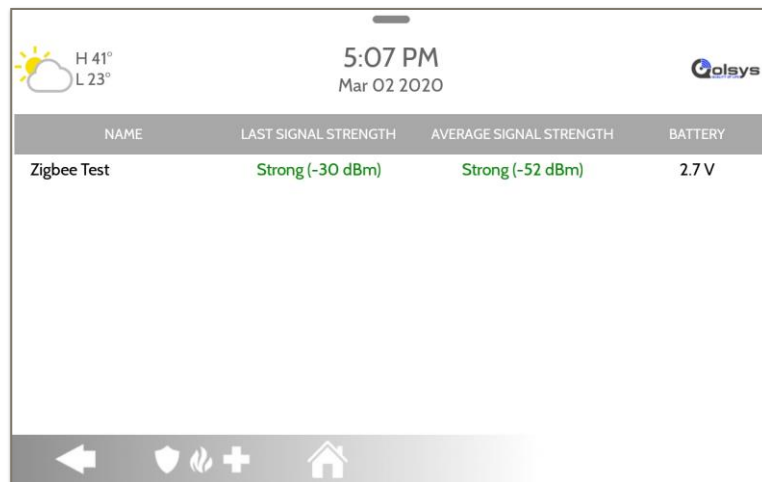 H 41°
L 23°
5:07 PM
Mar 02 2020
Qolsys
NAME LAST SIGNAL STRENGTH AVERAGE SIGNAL STRENGTH BATTERY
Zigbee Test Strong (-30 dBm) Strong (-52 dBm) 2.7 V